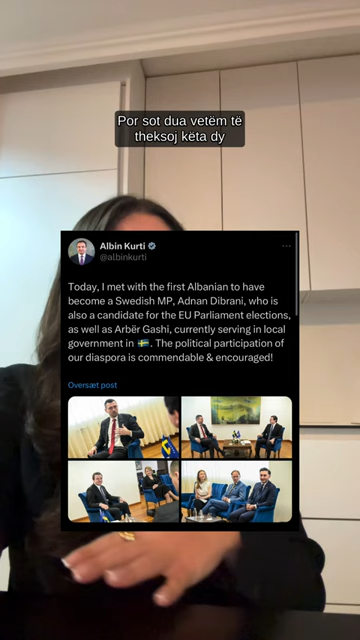 Por sot dua vetëm të
theksoj këta dy
Albin Kurti
@albinkurti
Today, I met with the first Albanian to have
become a Swedish MP, Adnan Dibrani, who is
also a candidate for the EU Parliament elections,
as well as Arbër Gashi, currently serving in local
government in 🇸🇪. The political participation of
our diaspora is commendable & encouraged!
Oversæt post